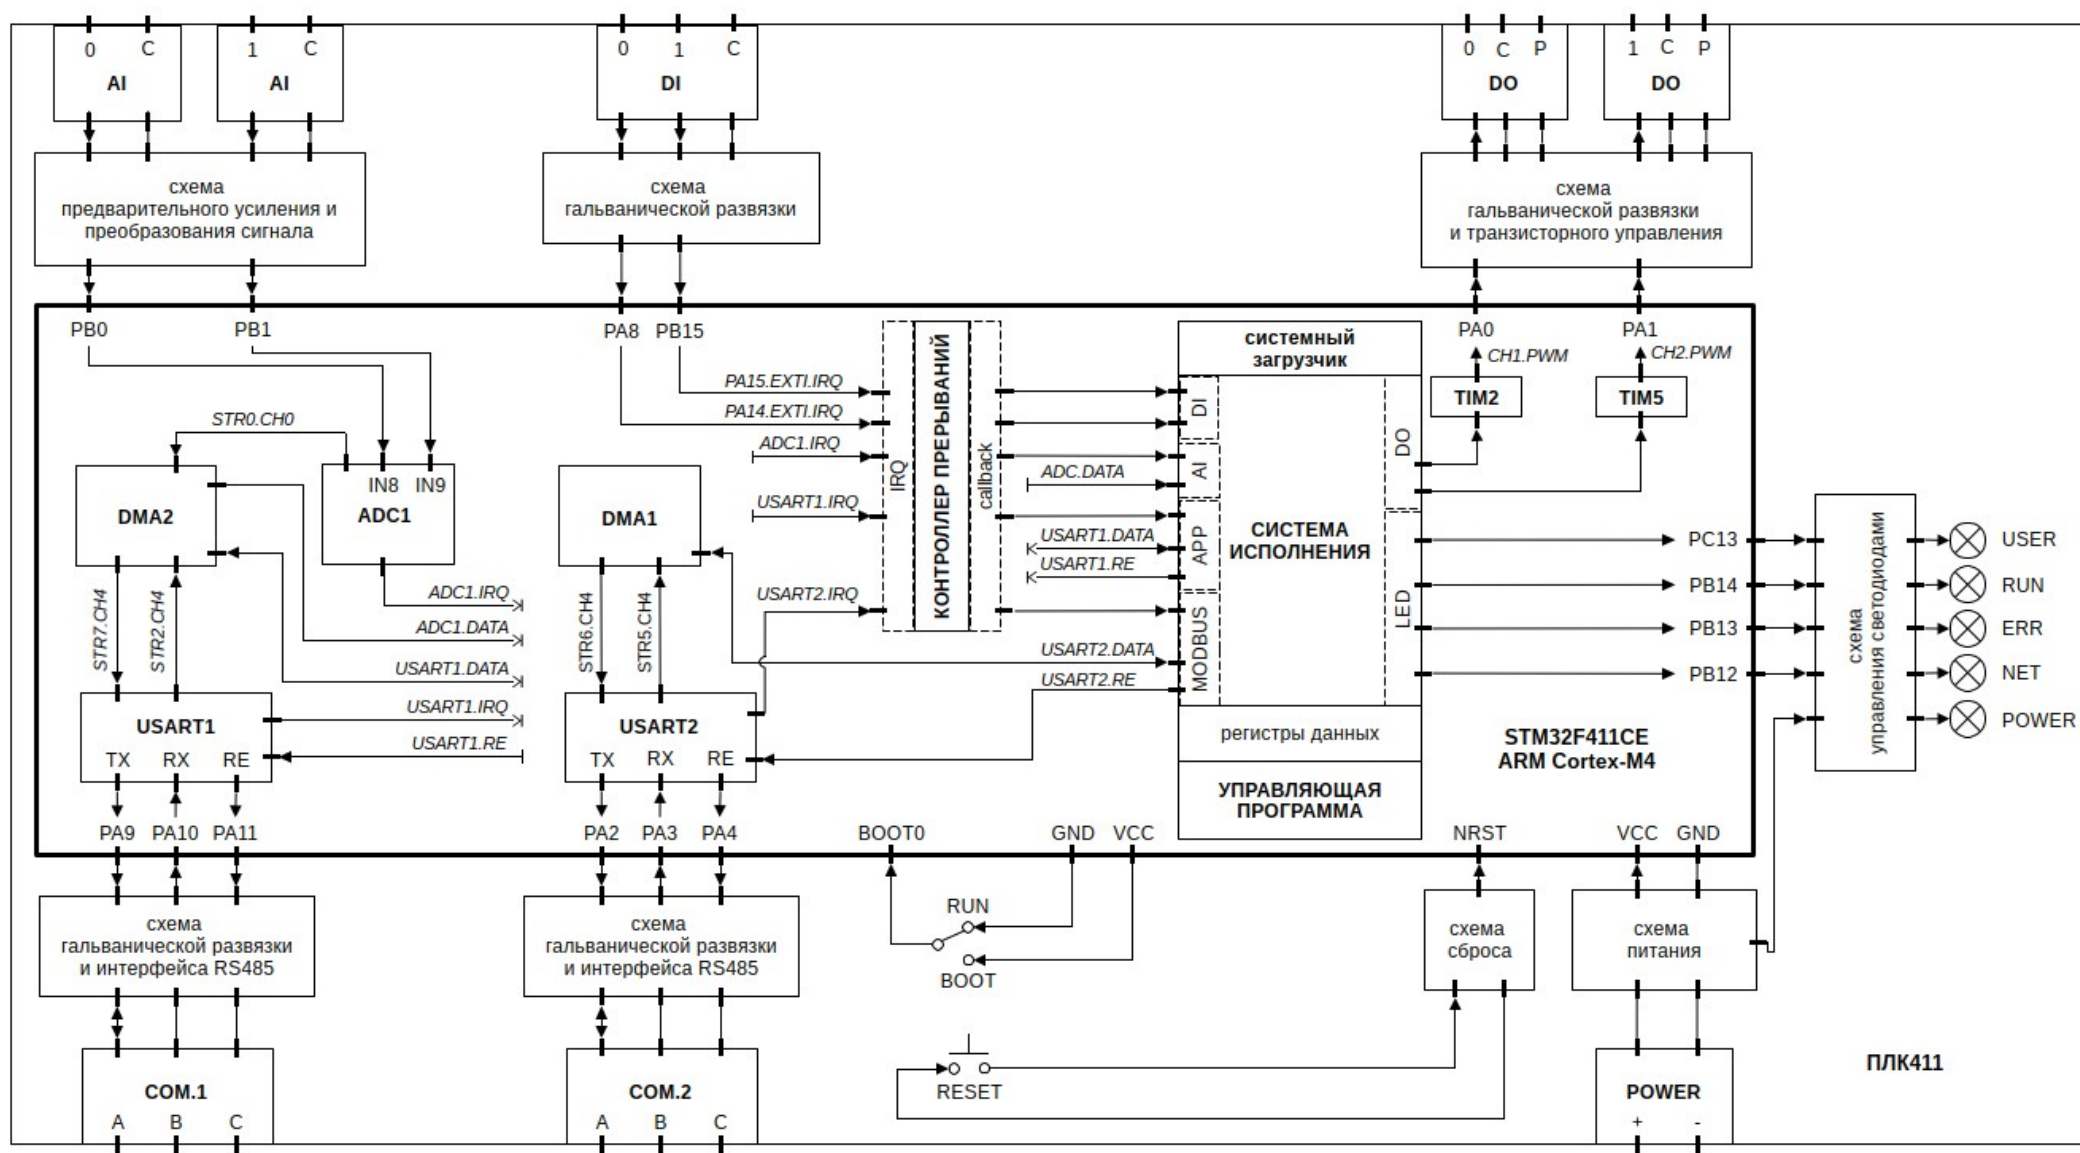 0 C
AI
1 C
AI
0 1 C
DI
0 C P
DO
1 C P
DO
схема
предварительного усиления и
преобразования сигнала
схема
гальванической развязки
схема
гальванической развязки
и транзисторного управления
PB0
PB1
PA8
PB15
PA0
PA1
CH1.PWM
CH2.PWM
TIM2
TIM5
STR0.CH0
DMA2
IN8 IN9
ADC1
DMA1
STR7.CH4
STR2.CH4
STR6.CH4
STR5.CH4
ADC1.IRQ
ADC1.DATA
USART1.DATA
USART1.IRQ
USART1.RE
USART1
TX RX RE
USART2
TX RX RE
PA15.EXTI.IRQ
PA14.EXTI.IRQ
ADC1.IRQ
USART1.IRQ
USART2.IRQ
IRQ
КОНТРОЛЛЕР ПРЕРЫВАНИЙ
callback
ADC.DATA
USART1.DATA
USART1.RE
USART2.DATA
USART2.RE
системный
загрузчик
DI
AI
APP
MODBUS
СИСТЕМА
ИСПОЛНЕНИЯ
DO
LED
регистры данных
УПРАВЛЯЮЩАЯ
ПРОГРАММА
PC13
PB14
PB13
PB12
STM32F411CE
ARM Cortex-M4
схема
управления светодиодами
USER
RUN
ERR
NET
POWER
PA9 PA10 PA11
PA2 PA3 PA4
BOOT0
GND VCC
NRST
VCC GND
схема
гальванической развязки
и интерфейса RS485
схема
гальванической развязки
и интерфейса RS485
RUN
BOOT
схема
сброса
схема
питания
RESET
COM.1
A B C
COM.2
A B C
POWER
+ -
ПЛК411